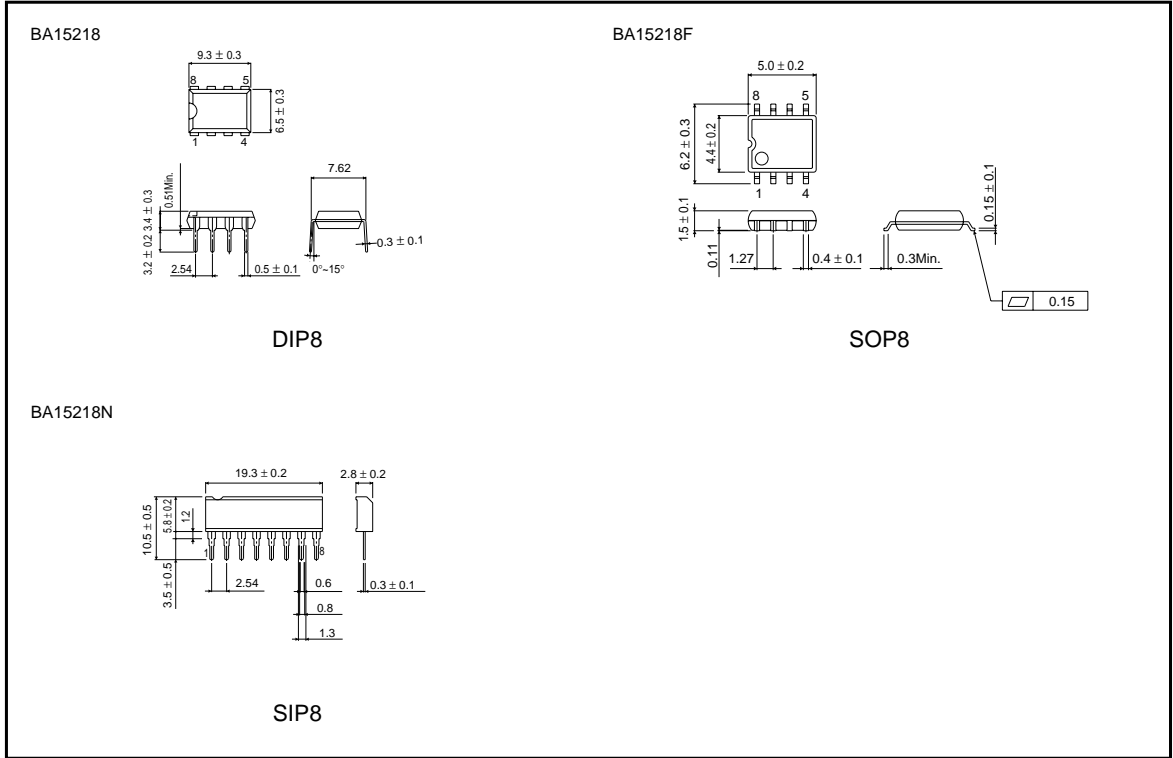 BA15218
9.3 ± 0.3
8 5
6.5 ± 0.3
1 4
0.51Min.
3.2 ± 0.2 3.4 ± 0.3
7.62
2.54
0.5 ± 0.1
0°~15°
0.3 ± 0.1
DIP8
BA15218F
5.0 ± 0.2
8 5
6.2 ± 0.3
4.4 ± 0.2
1 4
1.5 ± 0.1
0.11
1.27
0.4 ± 0.1
0.3Min.
0.15 ± 0.1
0.15
SOP8
BA15218N
19.3 ± 0.2
2.8 ± 0.2
10.5 ± 0.5
5.8 ± 0.2
1.2
1 8
3.5 ± 0.5
2.54
0.6
0.3 ± 0.1
0.8
1.3
SIP8